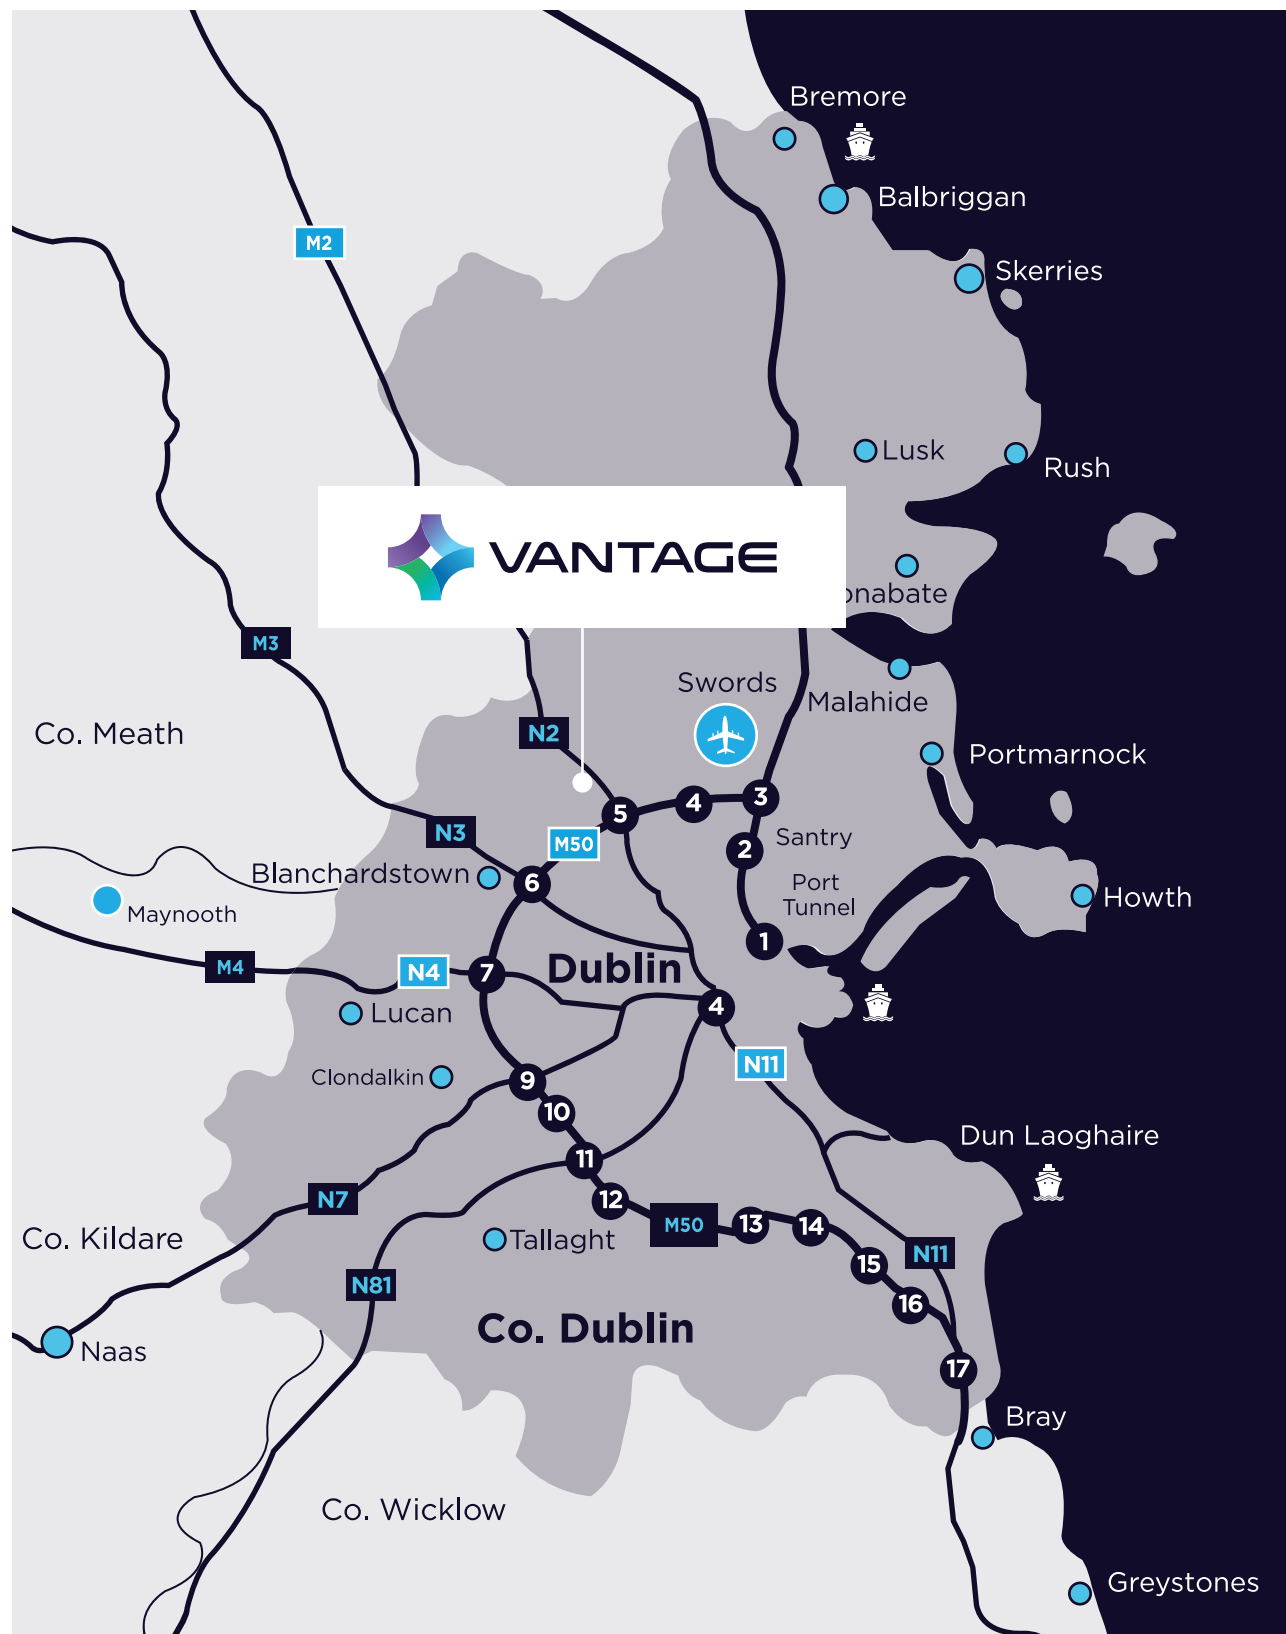 Bremore
Balbriggan
M2
Skerries
Lusk
Rush
VANTAGE
onabate
M3
Swords
Malahide
Co. Meath
N2
Portmarnock
3
4
5
N3
M50
2
Santry
Blanchardstown
6
Port
Tunnel
Howth
Maynooth
1
M4
N4
7
Dublin
Lucan
4
N11
Clondalkin
9
10
Dun Laoghaire
11
N7
12
M50
13
14
Co. Kildare
Tallaght
15
N11
N81
16
Co. Dublin
Naas
17
Bray
Co. Wicklow
Greystones